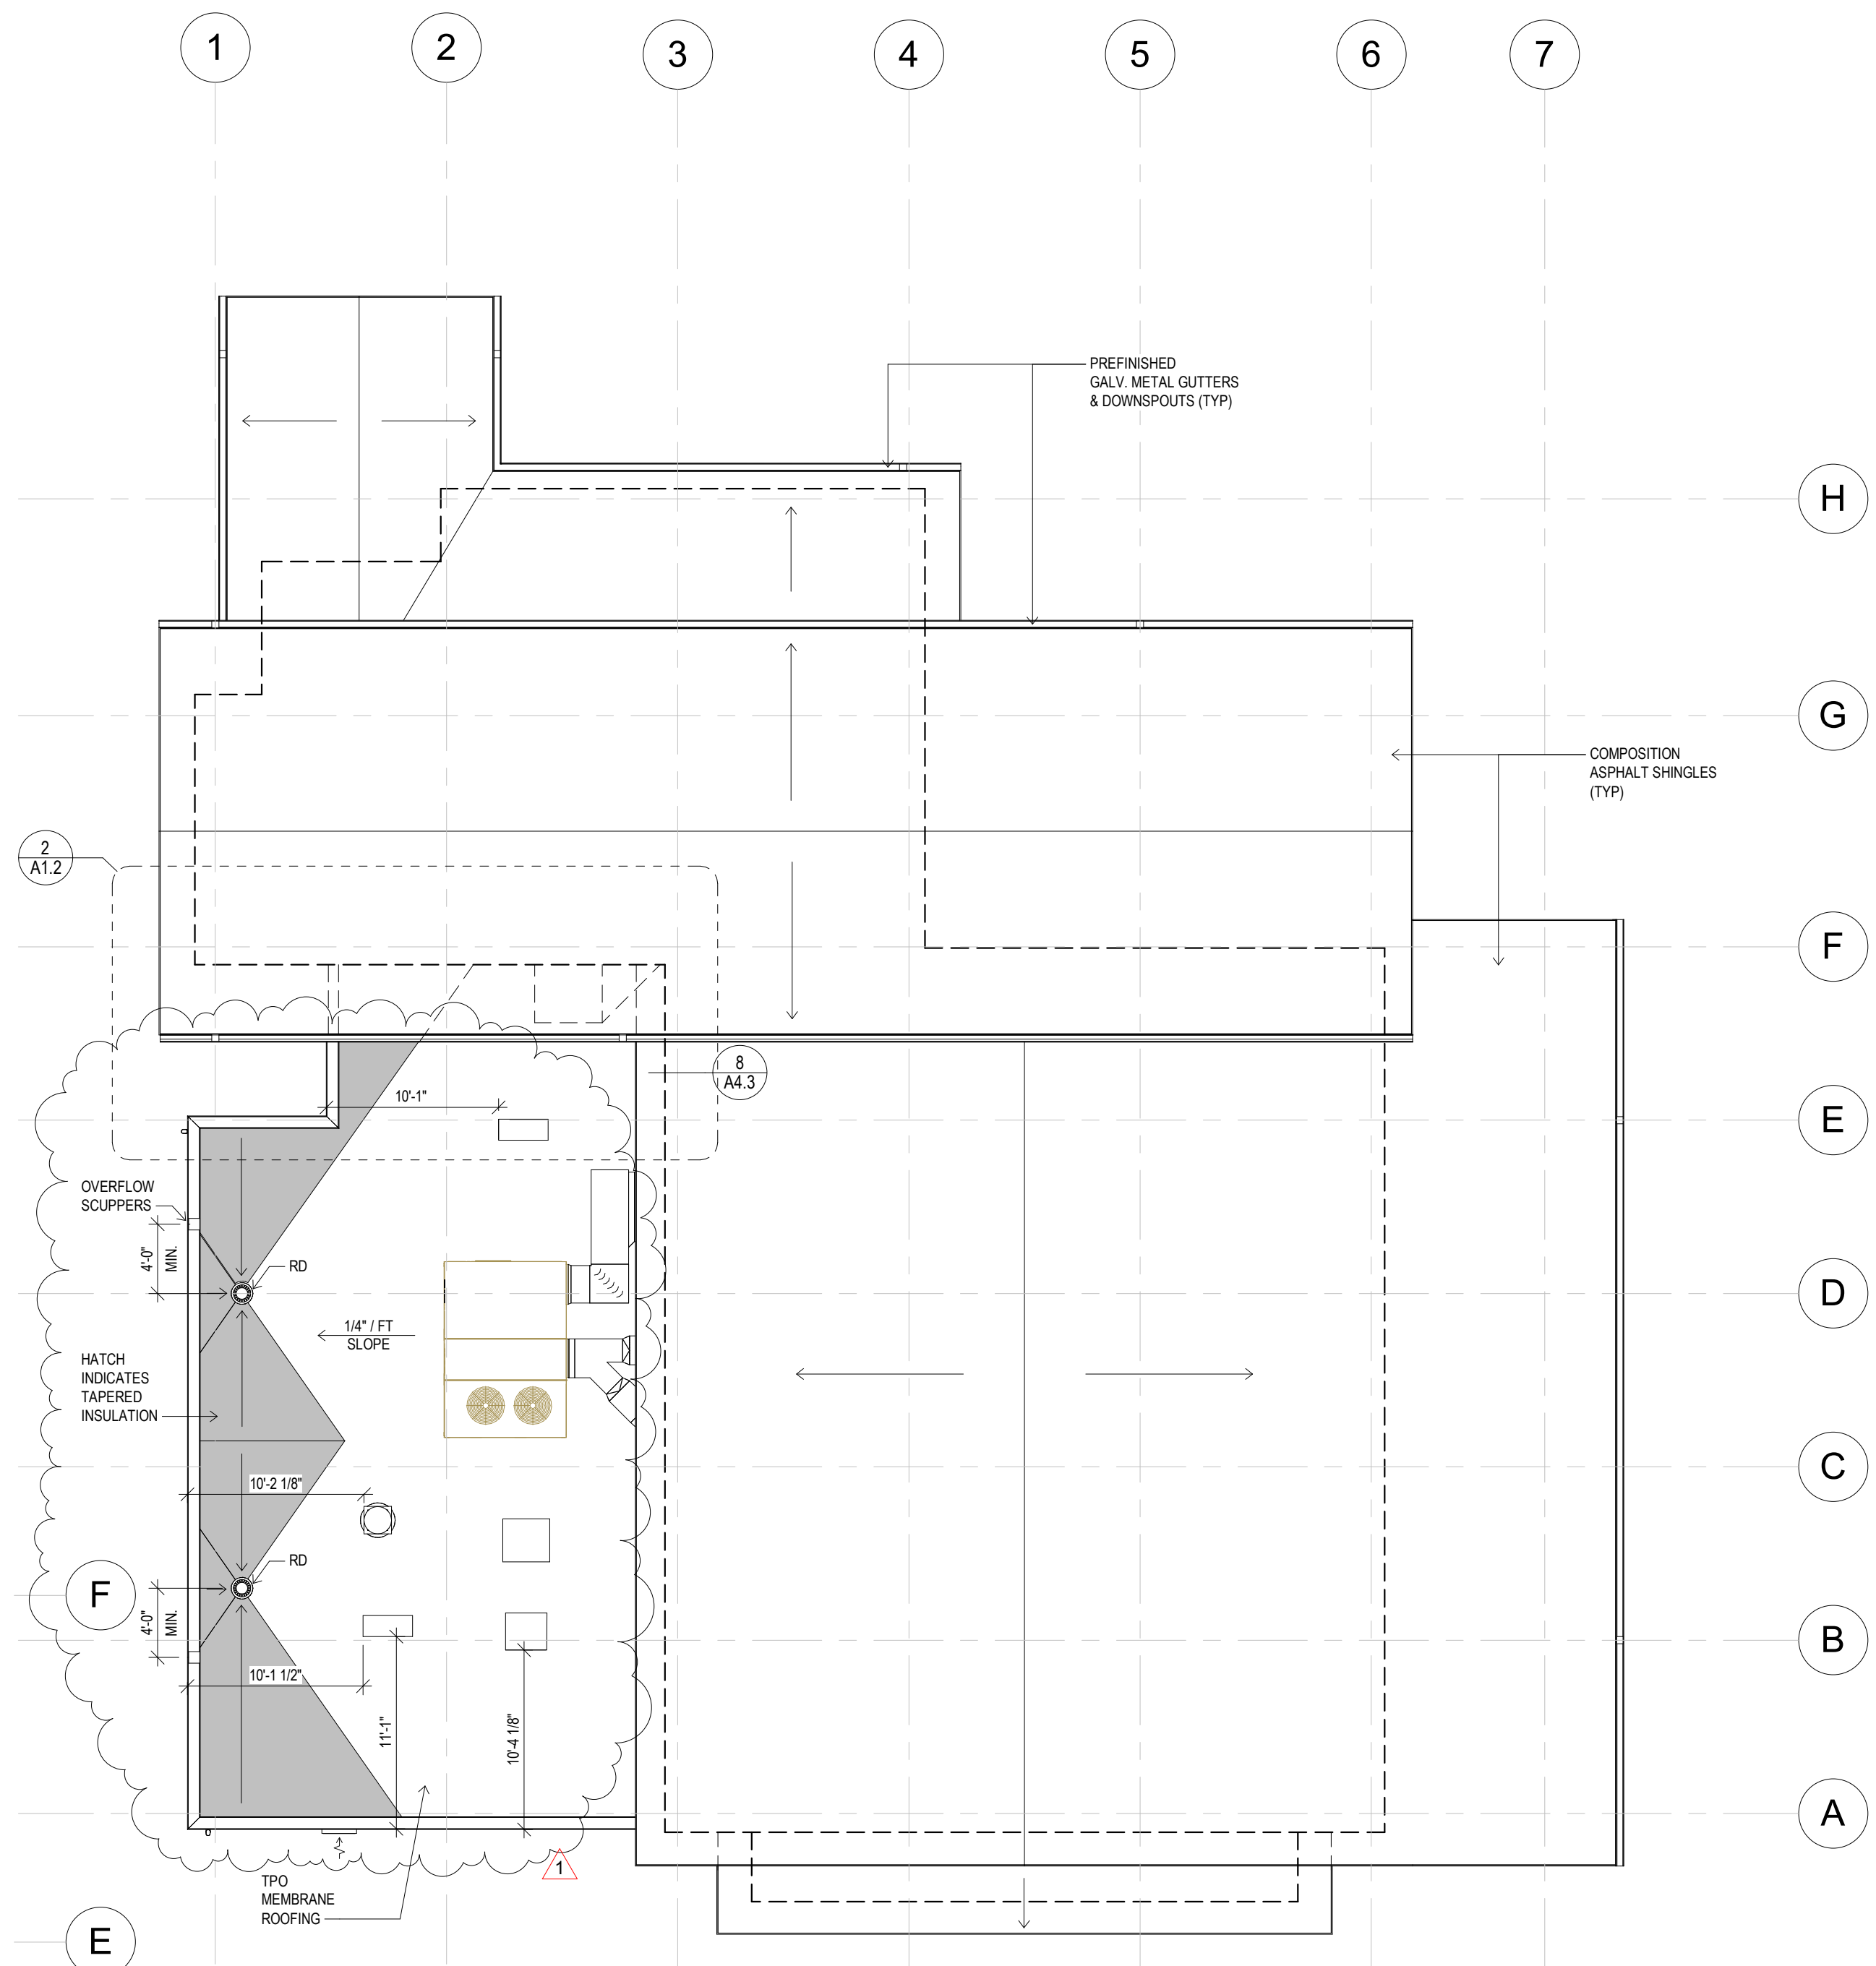 1
2
3
4
5
6
7
PREFINISHED
GALV. METAL GUTTERS
& DOWNSPOUTS (TYP)
H
G
COMPOSITION
ASPHALT SHINGLES
(TYP)
2
A1.2
F
8
A4.3
10'-1"
E
OVERFLOW
SCUPPERS
4'-0"
MIN.
RD
D
1/4" / FT
SLOPE
HATCH
INDICATES
TAPERED
INSULATION
C
10'-2 1/8"
RD
F
4'-0"
MIN.
B
10'-1 1/2"
11'-1"
10'-4 1/8"
A
1
TPO
MEMBRANE
ROOFING
E